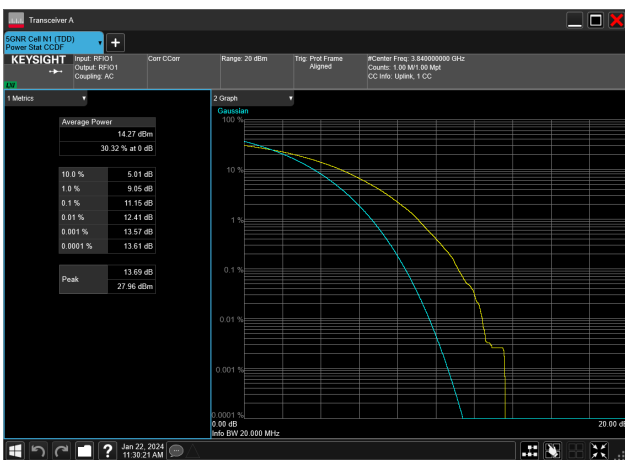 Transceiver A
5GNR Cell N1 (TDD)
Power Stat CCDF
KEYSIGHT
LXI
Input: RFIO1
Output: RFIO1
Coupling: AC
Corr CCorr
Range: 20 dBm
Trig: Prot Frame
Aligned
#Center Freq: 3.840000000 GHz
Counts: 1.00 M/1.00 Mpt
CC Info: Uplink, 1 CC
1 Metrics
Average Power
14.27 dBm
30.32 % at 0 dB
10.0 % 5.01 dB
1.0 % 9.05 dB
0.1 % 11.15 dB
0.01 % 12.41 dB
0.001 % 13.57 dB
0.0001 % 13.61 dB
Peak
13.69 dB
27.96 dBm
2 Graph
Gaussian
100 %
10 %
1 %
0.1 %
0.01 %
0.001 %
0.0001 %
0.00 dB
20.00 dB
Info BW 20.000 MHz
?
Jan 22, 2024
11:30:21 AM